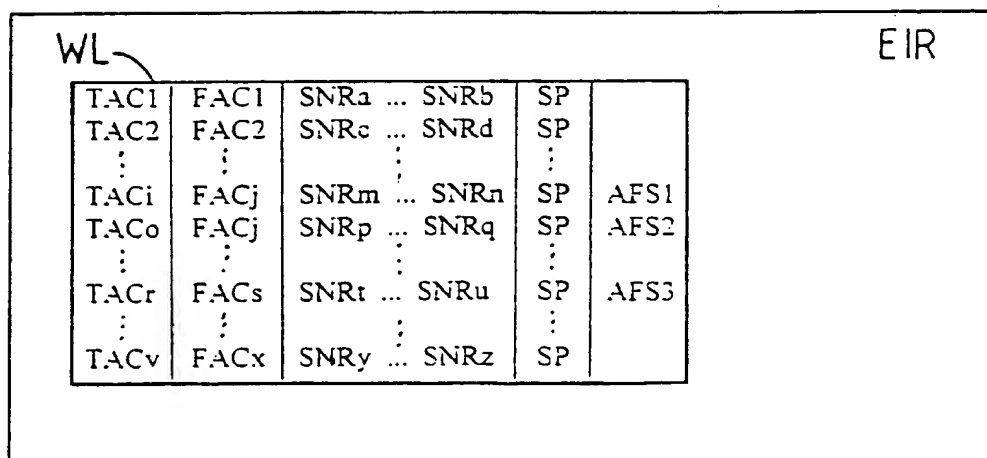 WL EIR
TAC1 FAC1 SNRa ... SNRb SP
TAC2 FAC2 SNRc ... SNRd SP
TACi FACj SNRm ... SNRn SP AFS1
TACo FACj SNRp ... SNRq SP AFS2
TACr FACs SNRt ... SNRu SP AFS3
TACv FACx SNRy ... SNRz SP